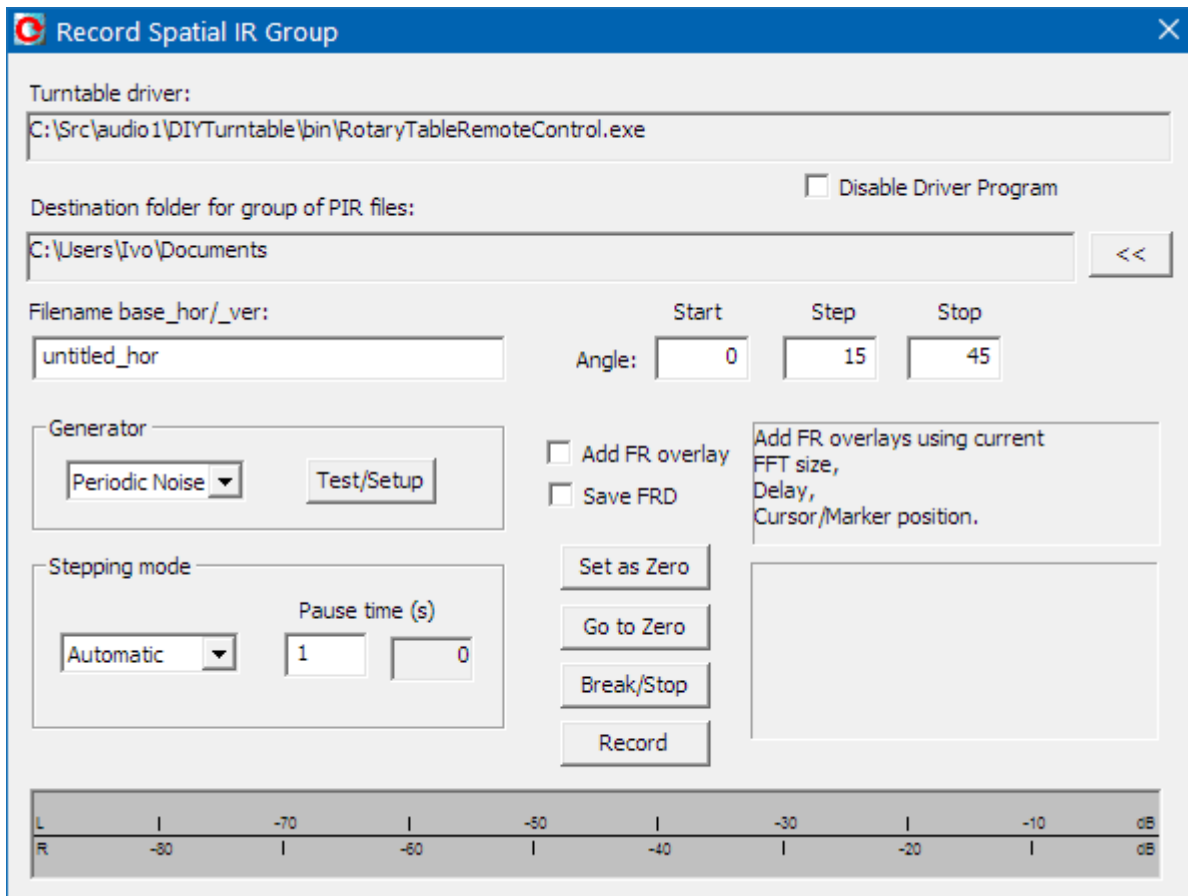 Record Spatial IR Group
Turntable driver:
C:\Src\audio1\DIYTurntable\bin\RotaryTableRemoteControl.exe
Disable Driver Program
Destination folder for group of PIR files:
C:\Users\Ivo\Documents
<<
Filename base_hor/_ver:
Start Step Stop
untitled_hor
Angle: 0 15 45
Generator
Periodic Noise
Test/Setup
Add FR overlay
Save FRD
Add FR overlays using current
FFT size,
Delay,
Cursor/Marker position.
Stepping mode
Pause time (s)
Automatic
1
0
Set as Zero
Go to Zero
Break/Stop
Record
L -70 -50 -30 -10 dB
R -80 -60 -40 -20 dB